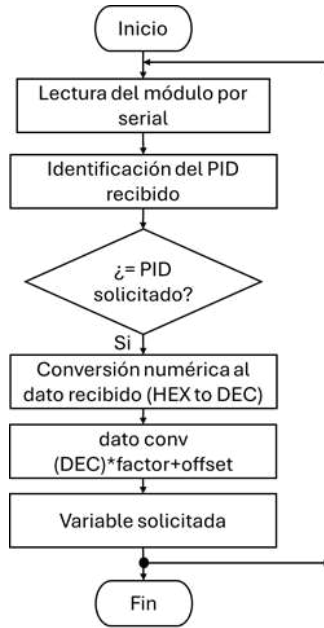 Inicio
Lectura del módulo por
serial
Identificación del PID
recibido
¿= PID
solicitado?
Si
Conversión numérica al
dato recibido (HEX to DEC)
dato conv
(DEC)*factor+offset
Variable solicitada
Fin